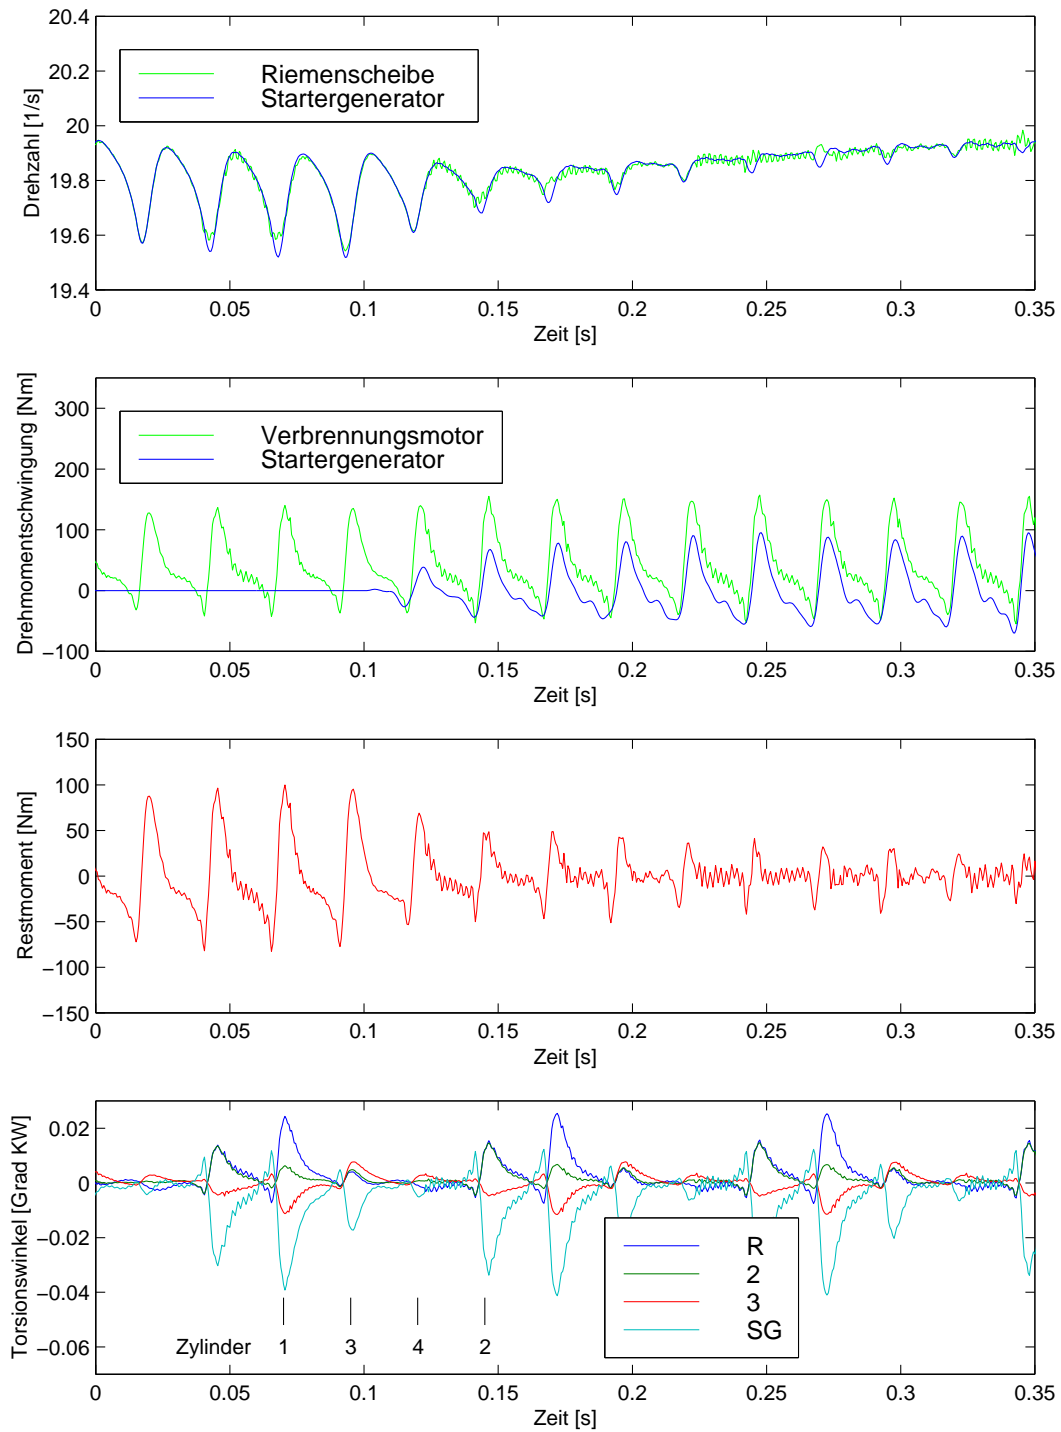 20.4
20.2
20
19.8
19.6
19.4
Drehzahl [1/s]
Riemenscheibe
Startergenerator
0 0.05 0.1 0.15 0.2 0.25 0.3 0.35
Zeit [s]
300
200
100
0
−100
Drehmomentschwingung [Nm]
Verbrennungsmotor
Startergenerator
0 0.05 0.1 0.15 0.2 0.25 0.3 0.35
Zeit [s]
150
100
50
0
−50
−100
−150
Restmoment [Nm]
0 0.05 0.1 0.15 0.2 0.25 0.3 0.35
Zeit [s]
0.02
0
−0.02
−0.04
−0.06
Torsionswinkel [Grad KW]
R
2
3
SG
Zylinder 1 3 4 2
0 0.05 0.1 0.15 0.2 0.25 0.3 0.35
Zeit [s]